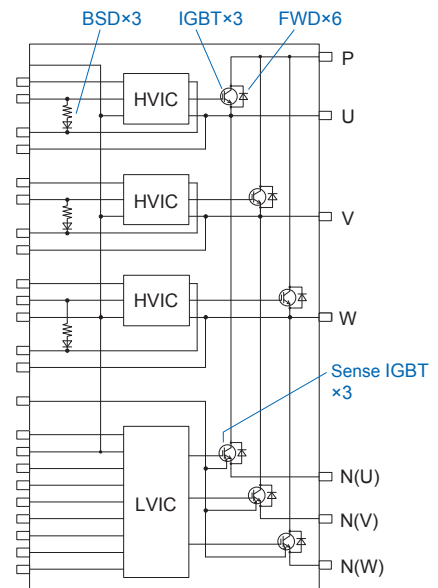 BSD×3
IGBT×3
FWD×6
P
HVIC
U
HVIC
V
HVIC
W
Sense IGBT
×3
LVIC
N(U)
N(V)
N(W)